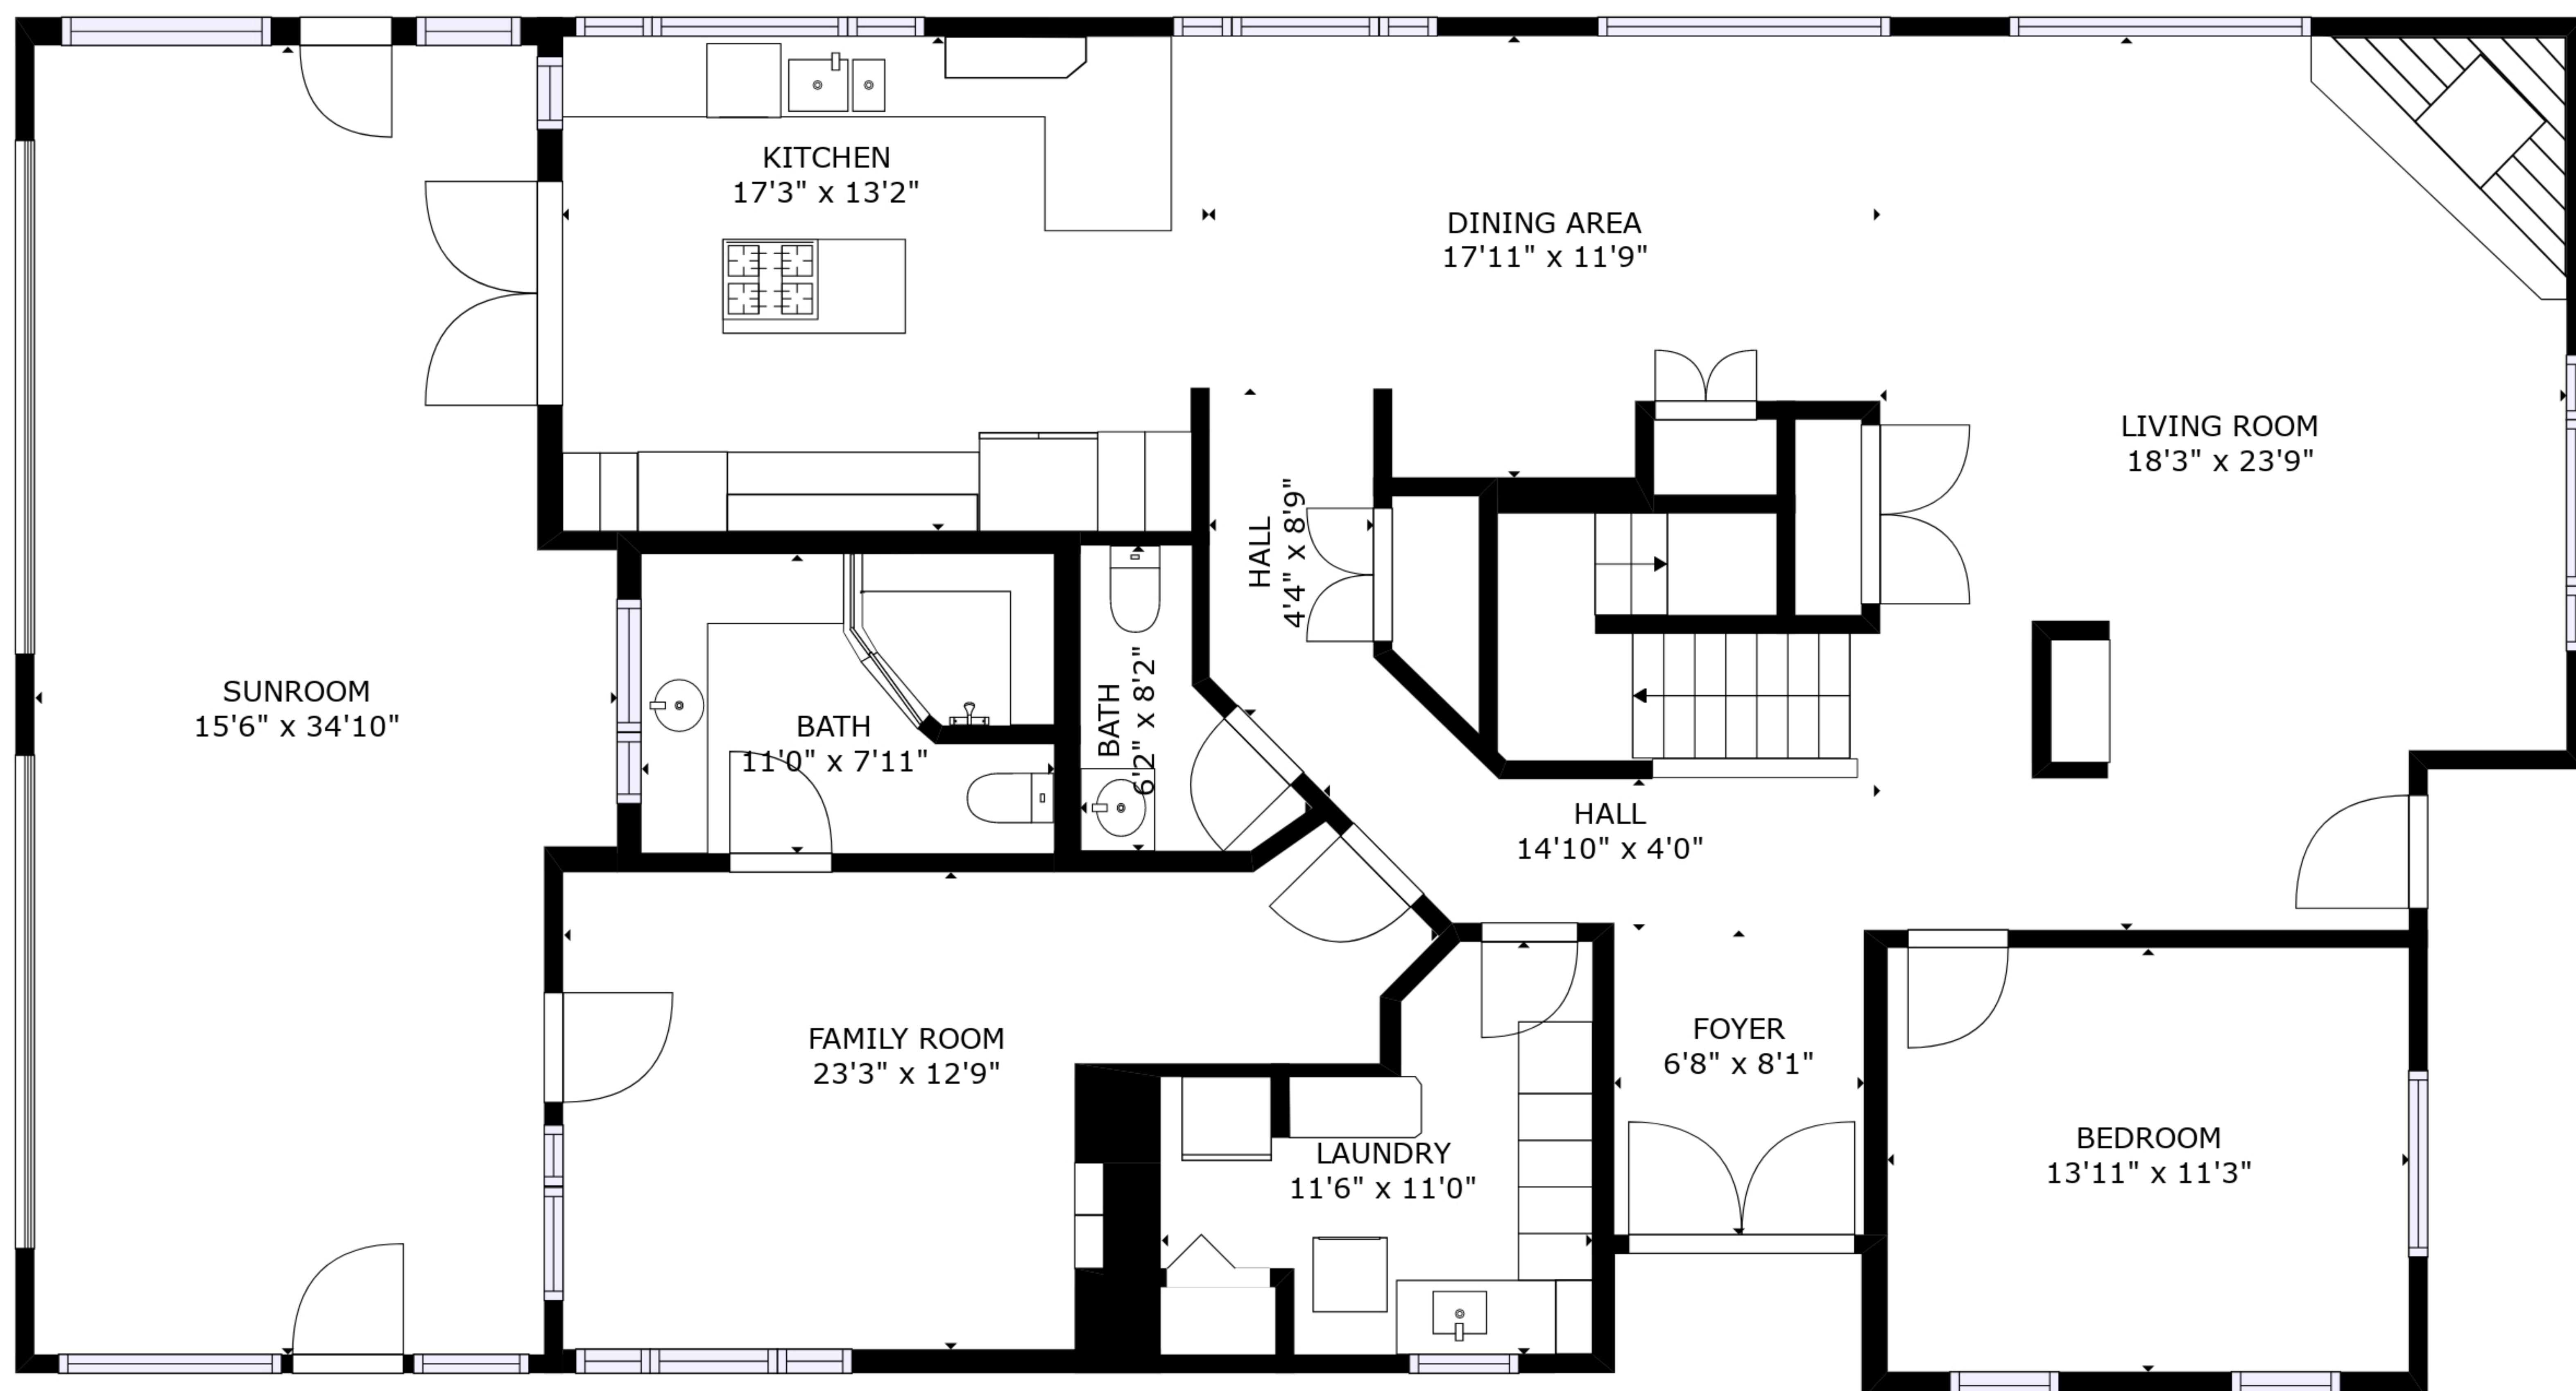 KITCHEN
17'3" x 13'2"
DINING AREA
17'11" x 11'9"
LIVING ROOM
18'3" x 23'9"
HALL
4'4" x 8'9"
SUNROOM
15'6" x 34'10"
BATH
11'0" x 7'11"
BATH
6'2" x 8'2"
HALL
14'10" x 4'0"
FAMILY ROOM
23'3" x 12'9"
FOYER
6'8" x 8'1"
LAUNDRY
11'6" x 11'0"
BEDROOM
13'11" x 11'3"